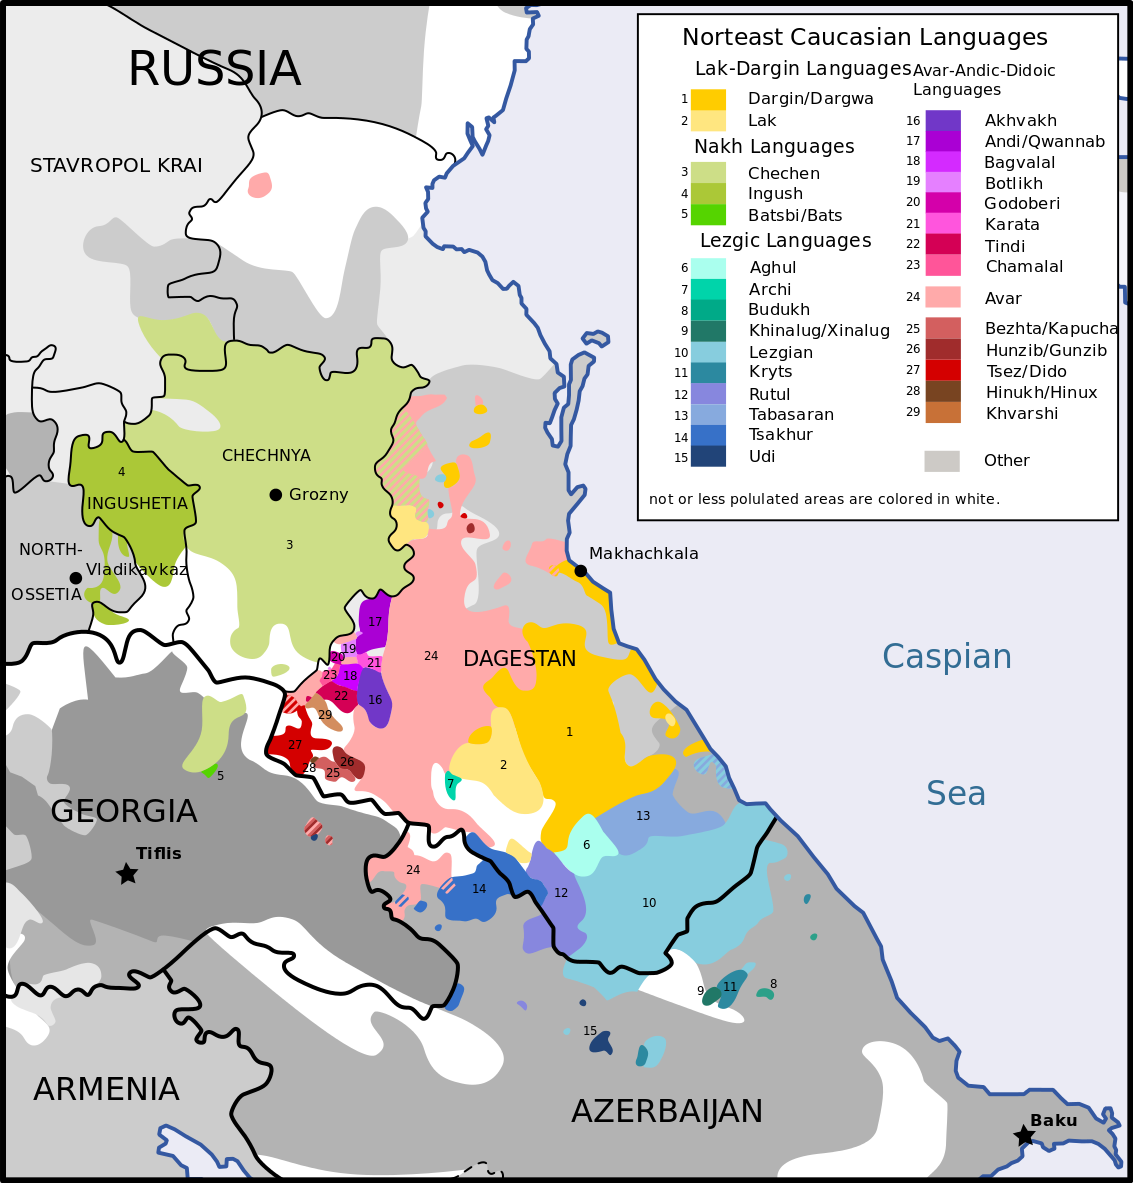 RUSSIA
STAVROPOL KRAI
CHECHNYA
Grozny
4
INGUSHETIA
3
NORTH-
OSSETIA
Vladikavkaz
Makhachkala
17
19
20
21
23
18
22
16
24
DAGESTAN
29
27
28
25
26
1
2
7
5
GEORGIA
Tiflis
13
6
24
14
12
10
9
11
8
15
ARMENIA
AZERBAIJAN
Baku
Caspian
Sea
Norteast Caucasian Languages
Lak-Dargin Languages
1 Dargin/Dargwa
2 Lak
Nakh Languages
3 Chechen
4 Ingush
5 Batsbi/Bats
Lezgic Languages
6 Aghul
7 Archi
8 Budukh
9 Khinalug/Xinalug
10 Lezgian
11 Kryts
12 Rutul
13 Tabasaran
14 Tsakhur
15 Udi
Avar-Andic-Didoic
Languages
16 Akhvakh
17 Andi/Qwannab
18 Bagvalal
19 Botlikh
20 Godoberi
21 Karata
22 Tindi
23 Chamalal
24 Avar
25 Bezhta/Kapucha
26 Hunzib/Gunzib
27 Tsez/Dido
28 Hinukh/Hinux
29 Khvarshi
Other
not or less polulated areas are colored in white.